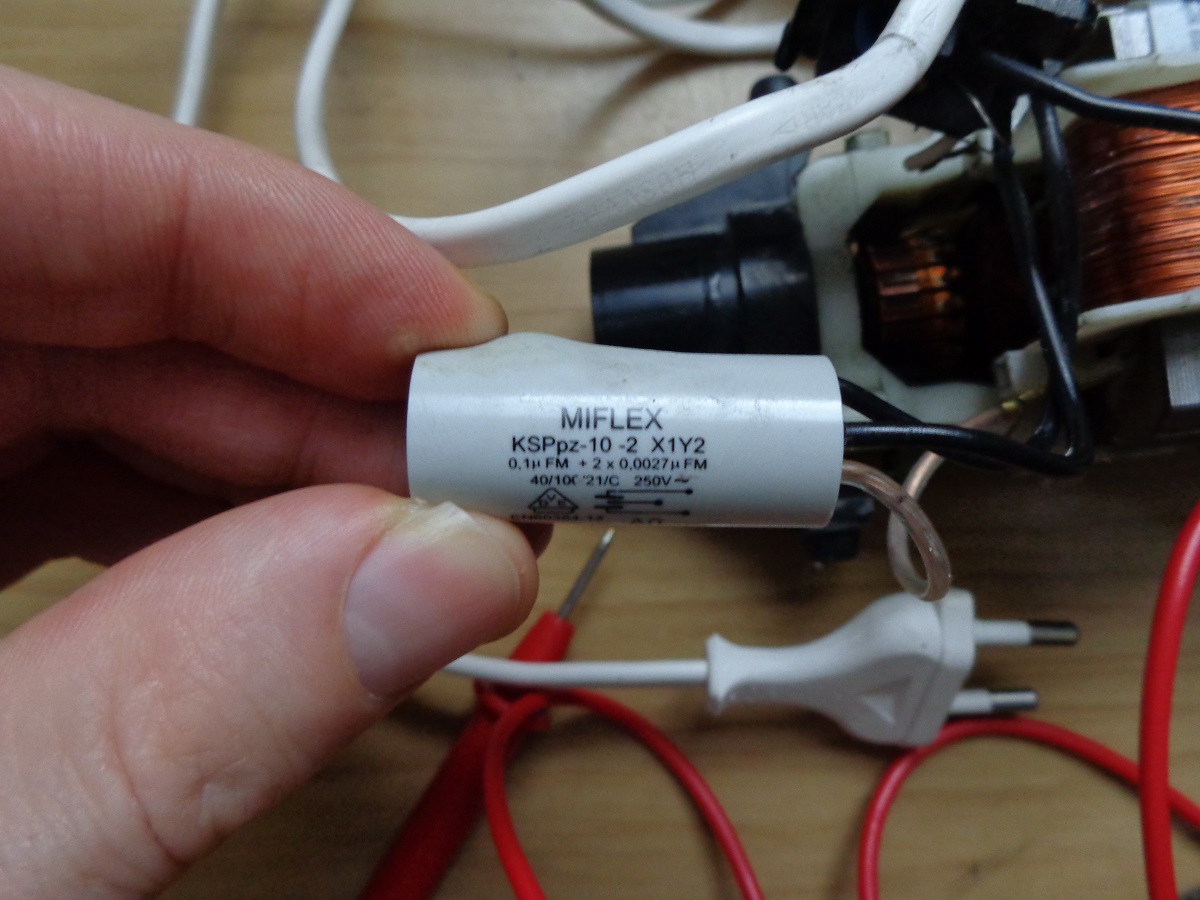 MIFLEX
KSPpz-10 -2 X1Y2
0,1µ FM + 2 x 0,0027µ FM
40/100 21/C 250V~